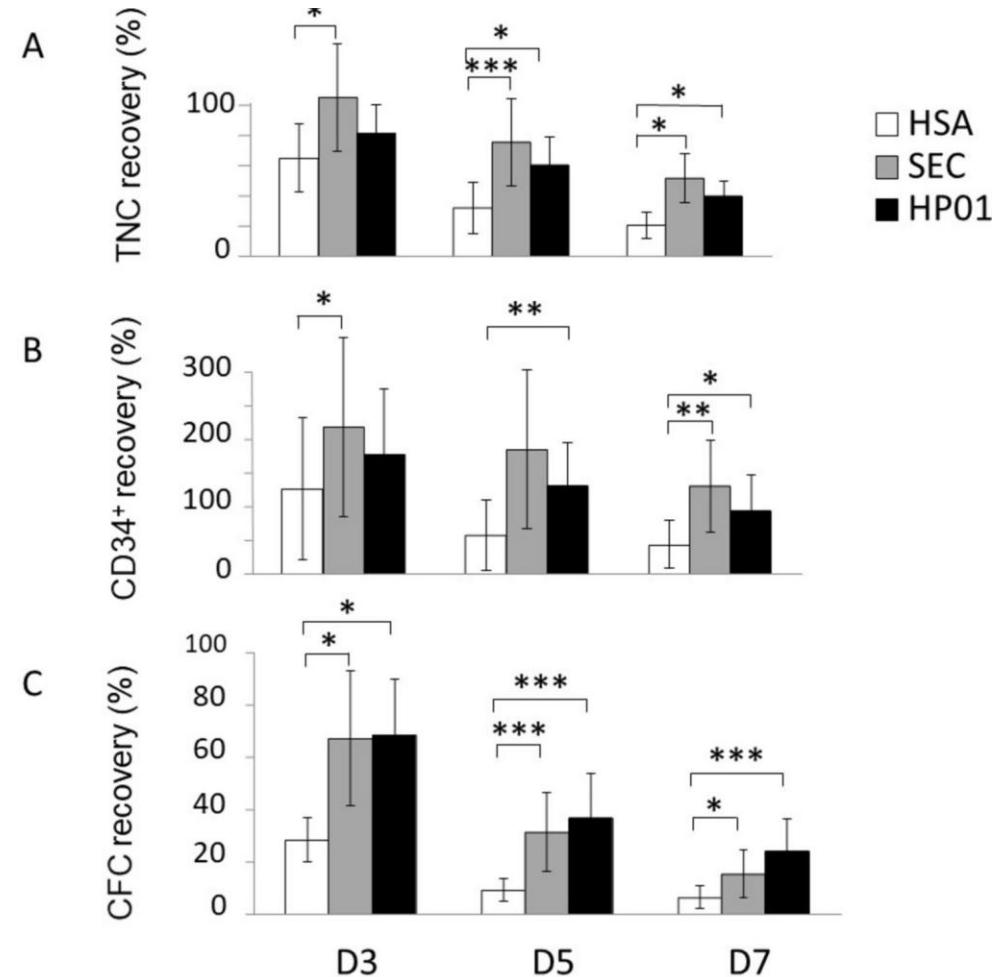 A
TNC recovery (%)
100
0
*
*
***
*
*
HSA
SEC
HP01
B
CD34⁺ recovery (%)
300
200
100
0
*
**
*
**
C
CFC recovery (%)
100
80
60
40
20
0
*
*
***
***
***
*
D3 D5 D7